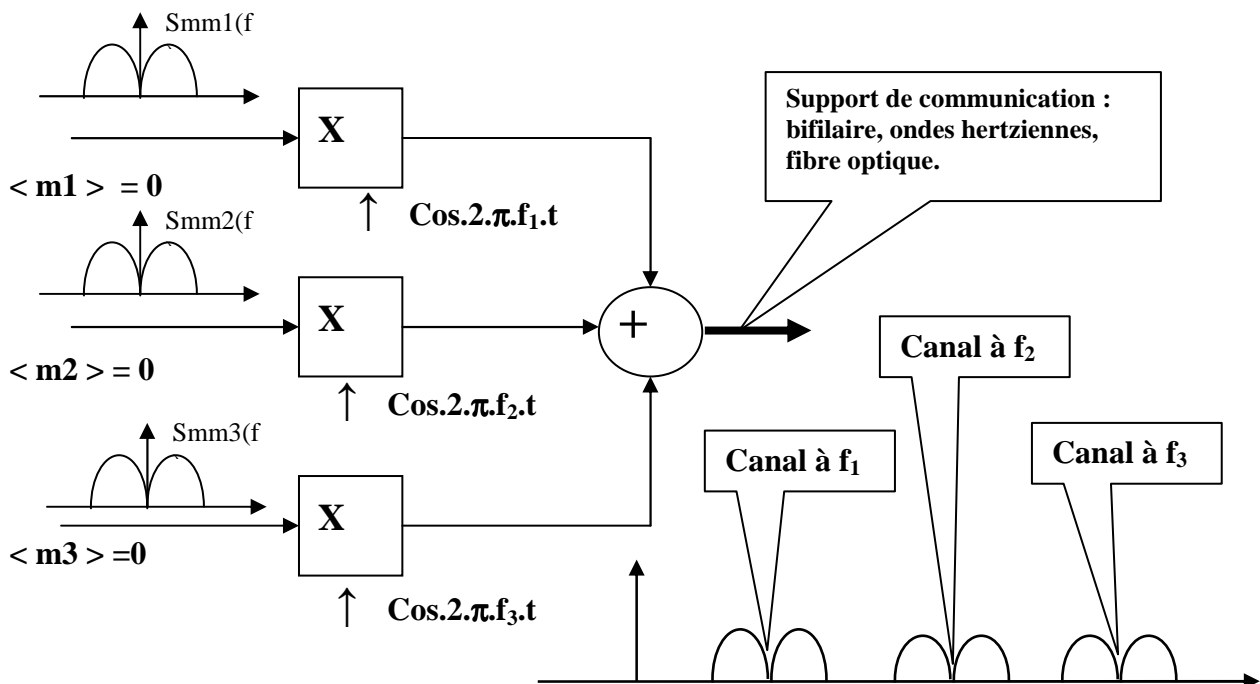 Smm1(f
X
Support de communication :
bifilaire, ondes hertziennes,
fibre optique.
< m1 > = 0
↑ Cos.2.π.f₁.t
Smm2(f
X
+
Canal à f₂
< m2 > = 0
↑ Cos.2.π.f₂.t
Smm3(f
Canal à f₁
Canal à f₃
X
< m3 > =0
↑ Cos.2.π.f₃.t